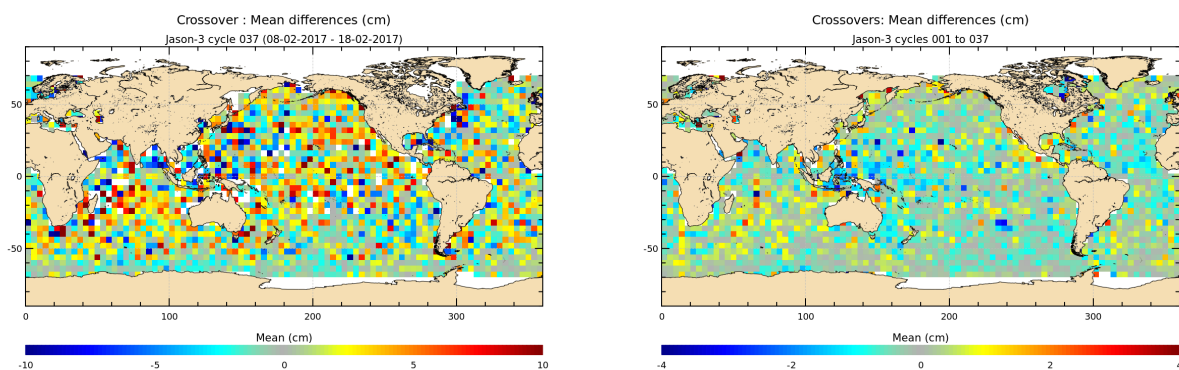 Crossover : Mean differences (cm)
Jason-3 cycle 037 (08-02-2017 - 18-02-2017)
50
0
-50
0 100 200 300
Mean (cm)
-10 -5 0 5 10
Crossovers: Mean differences (cm)
Jason-3 cycles 001 to 037
50
0
-50
0 100 200 300
Mean (cm)
-4 -2 0 2 4